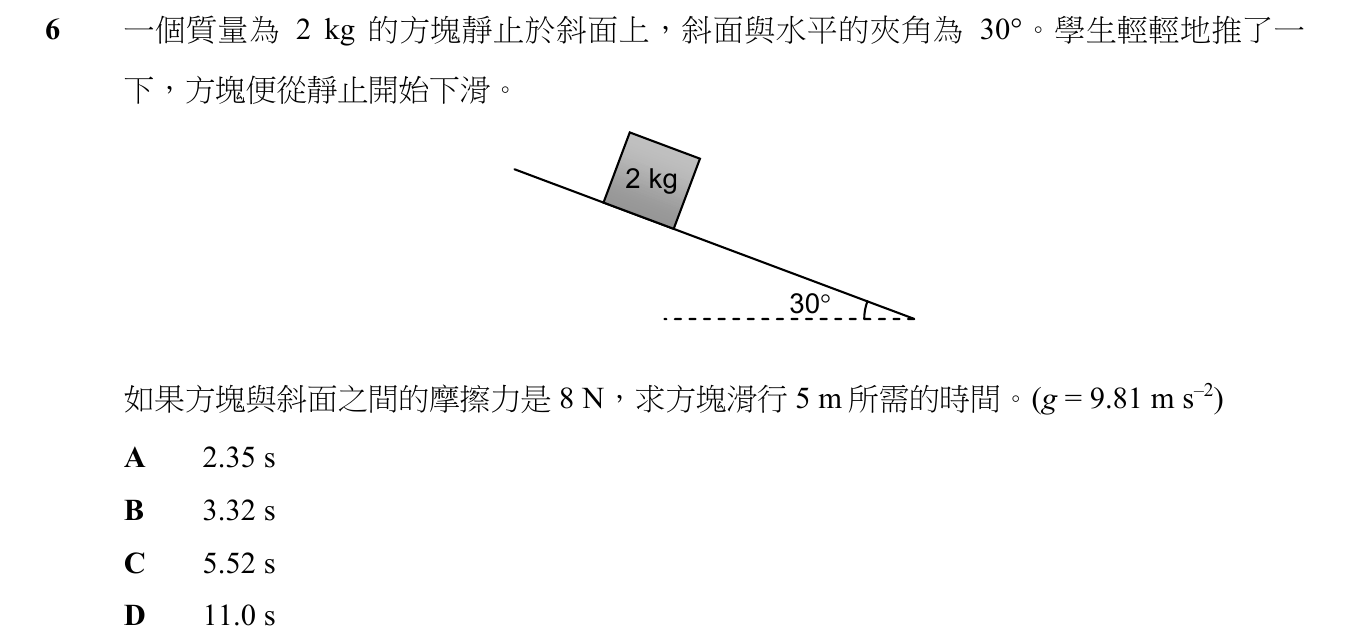 6 一個質量為 2 kg 的方塊靜止於斜面上,斜面與水平的夾角為 30°。學生輕輕地推了一
下,方塊便從靜止開始下滑。
2 kg
30°
如果方塊與斜面之間的摩擦力是 8 N,求方塊滑行 5 m 所需的時間。(g = 9.81 m s⁻²)
A 2.35 s
B 3.32 s
C 5.52 s
D 11.0 s